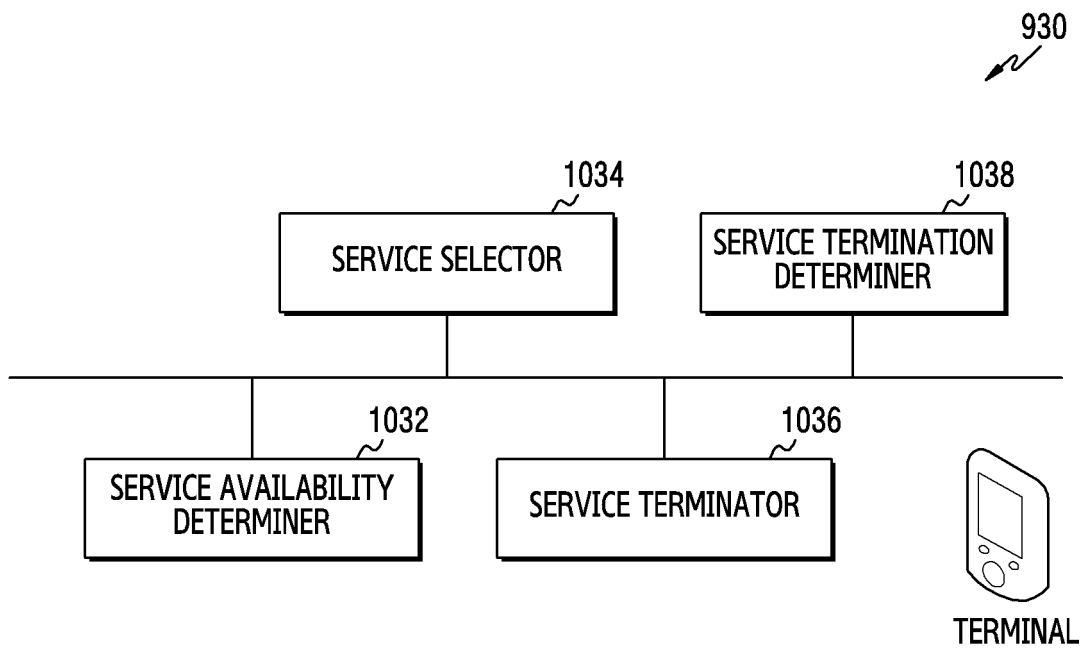 930
1034
1038
SERVICE SELECTOR
SERVICE TERMINATION
DETERMINER
1032
1036
SERVICE AVAILABILITY
DETERMINER
SERVICE TERMINATOR
TERMINAL